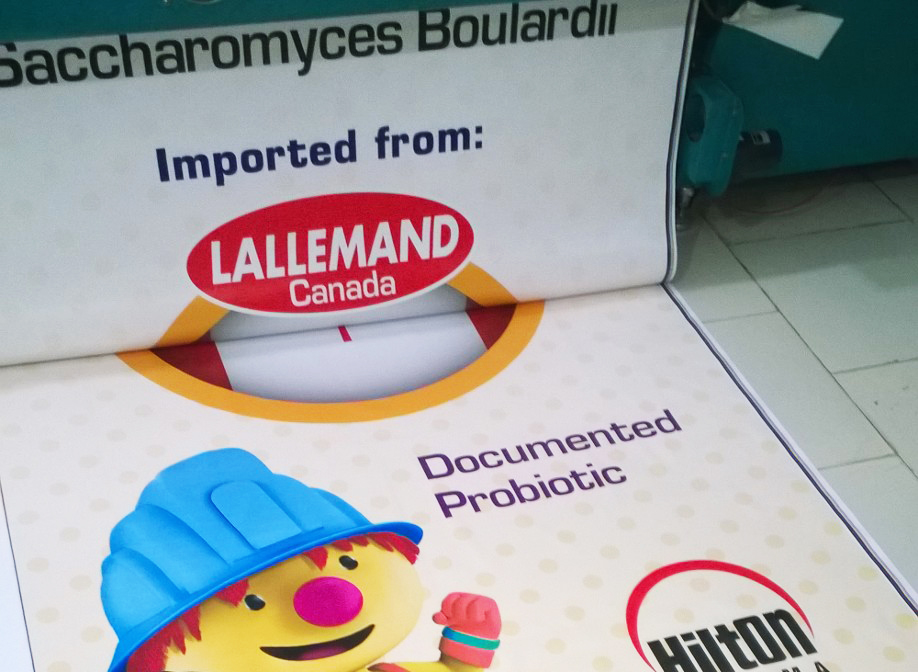 Saccharomyces Boulardii
Imported from:
LALLEMAND
Canada
Documented
Probiotic
Hilton